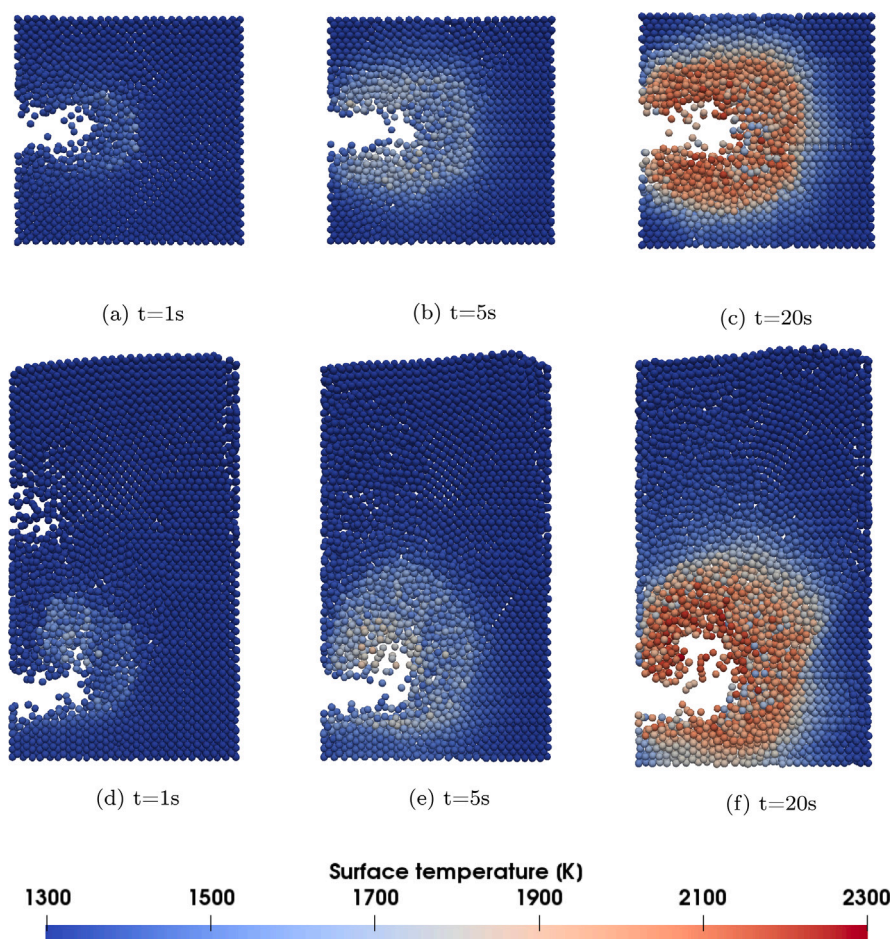 (a) t=1s
(b) t=5s
(c) t=20s
(d) t=1s
(e) t=5s
(f) t=20s
Surface temperature (K)
1300 1500 1700 1900 2100 2300